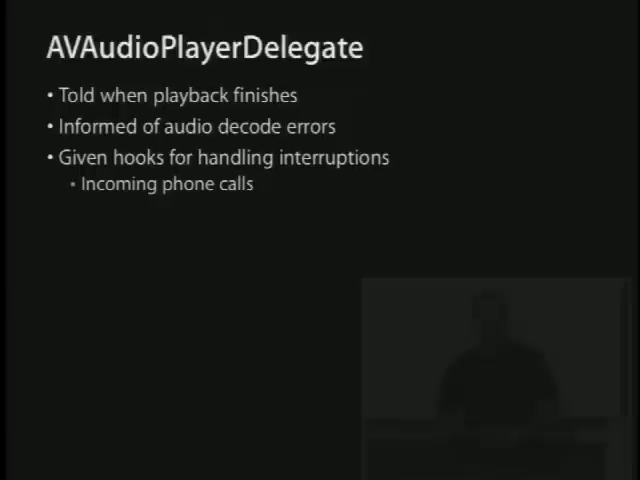 AVAudioPlayerDelegate
• Told when playback finishes
• Informed of audio decode errors
• Given hooks for handling interruptions
• Incoming phone calls